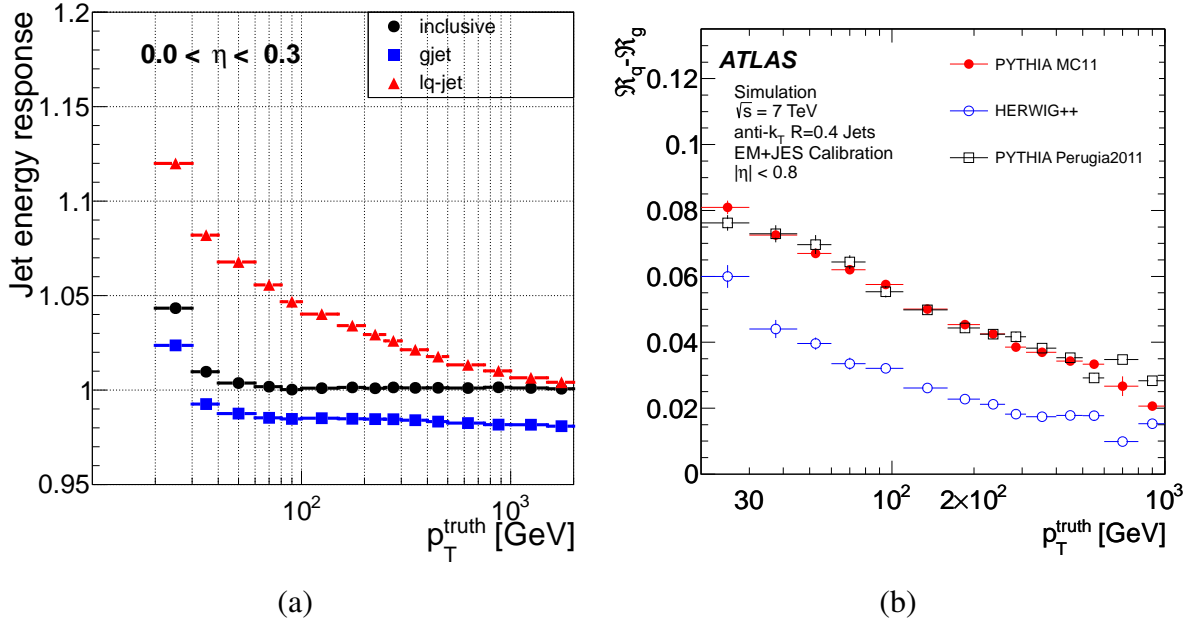 1.2
1.15
1.1
1.05
1
0.95
Jet energy response
0.0 < η < 0.3
inclusive
gjet
lq-jet
10²
10³
p_T^truth [GeV]
(a)
ℜ_q-ℜ_g
0.12
0.1
0.08
0.06
0.04
0.02
0
ATLAS
Simulation
√s = 7 TeV
anti-k_T R=0.4 Jets
EM+JES Calibration
|η| < 0.8
PYTHIA MC11
HERWIG++
PYTHIA Perugia2011
30
10²
2×10²
10³
p_T^truth [GeV]
(b)